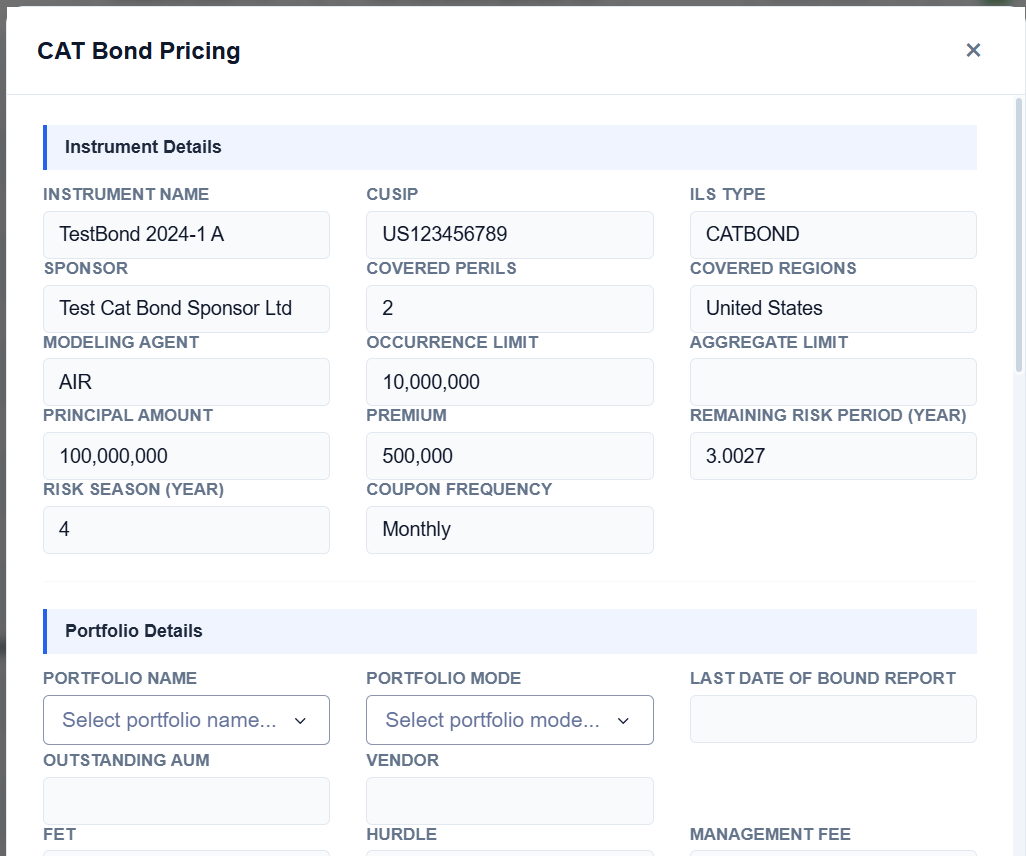 CAT Bond Pricing
Instrument Details
INSTRUMENT NAME CUSIP ILS TYPE
TestBond 2024-1 A US123456789 CATBOND
SPONSOR COVERED PERILS COVERED REGIONS
Test Cat Bond Sponsor Ltd 2 United States
MODELING AGENT OCCURRENCE LIMIT AGGREGATE LIMIT
AIR 10,000,000
PRINCIPAL AMOUNT PREMIUM REMAINING RISK PERIOD (YEAR)
100,000,000 500,000 3.0027
RISK SEASON (YEAR) COUPON FREQUENCY
4 Monthly
Portfolio Details
PORTFOLIO NAME PORTFOLIO MODE LAST DATE OF BOUND REPORT
Select portfolio name... Select portfolio mode...
OUTSTANDING AUM VENDOR
FET HURDLE MANAGEMENT FEE